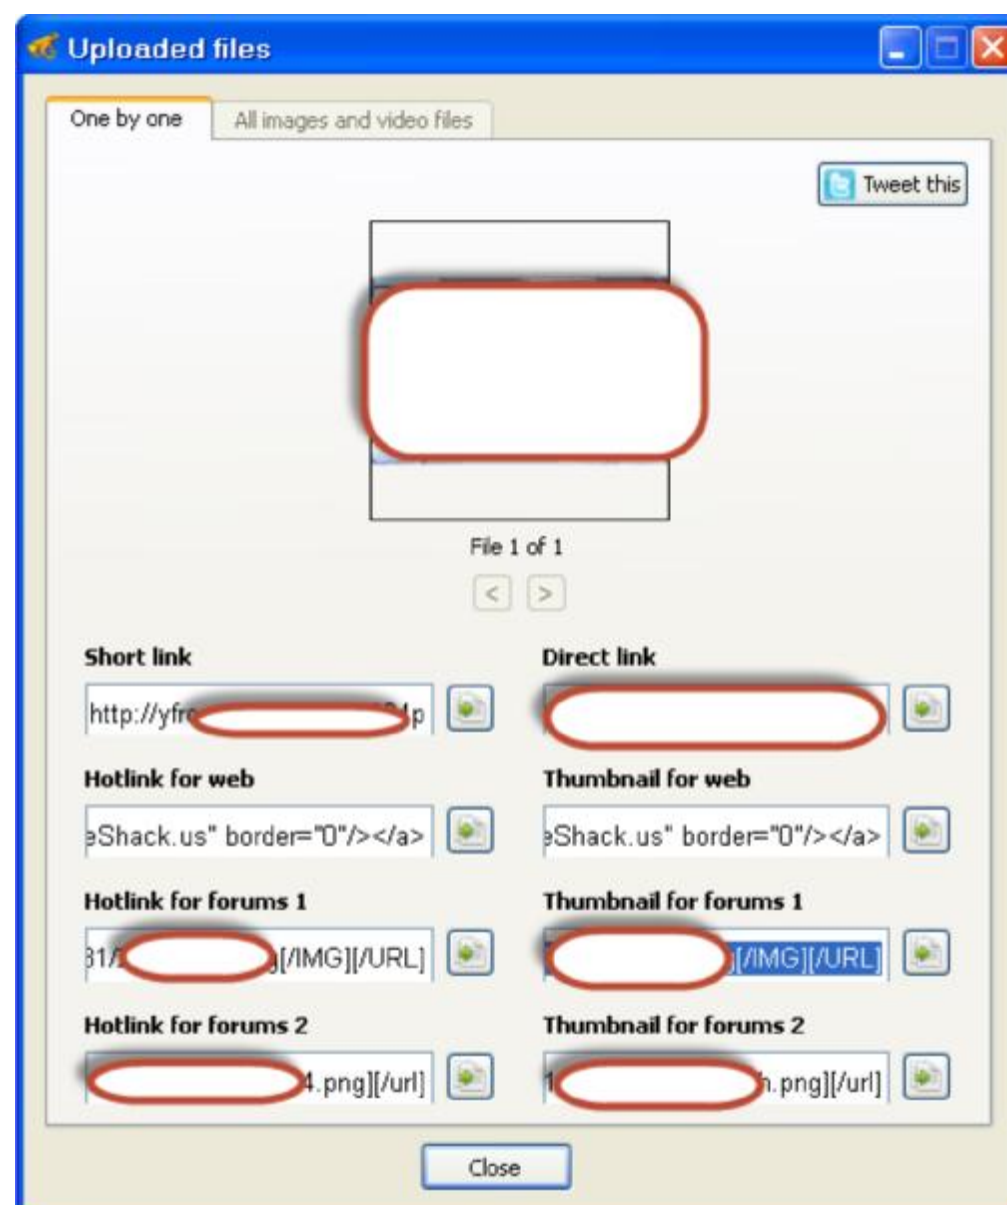 Uploaded files
One by one
All images and video files
Tweet this
File 1 of 1
< >
Short link
Direct link
http://yfr
p
Hotlink for web
Thumbnail for web
eShack.us" border="0"/></a>
eShack.us" border="0"/></a>
Hotlink for forums 1
Thumbnail for forums 1
[/IMG][/URL]
[/IMG][/URL]
Hotlink for forums 2
Thumbnail for forums 2
4.png][/url]
h.png][/url]
Close